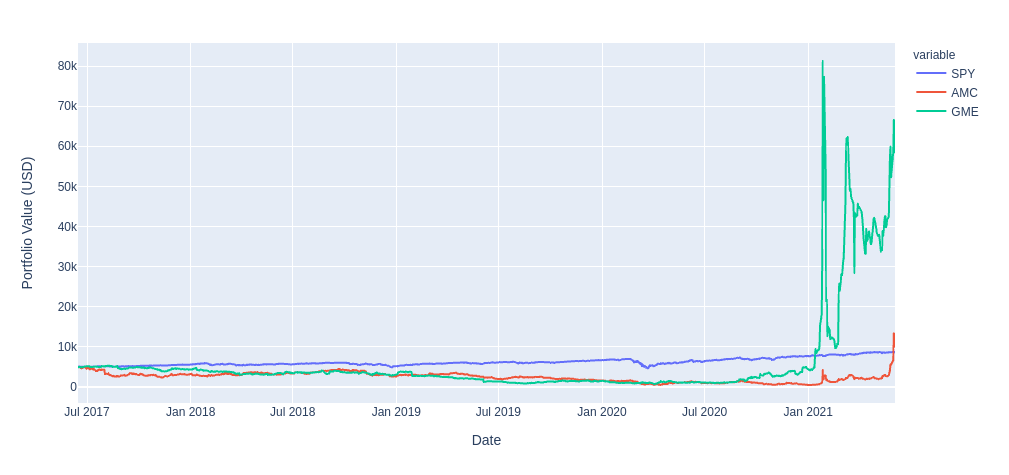 variable
SPY
AMC
GME
Portfolio Value (USD)
80k
70k
60k
50k
40k
30k
20k
10k
0
Jul 2017 Jan 2018 Jul 2018 Jan 2019 Jul 2019 Jan 2020 Jul 2020 Jan 2021
Date